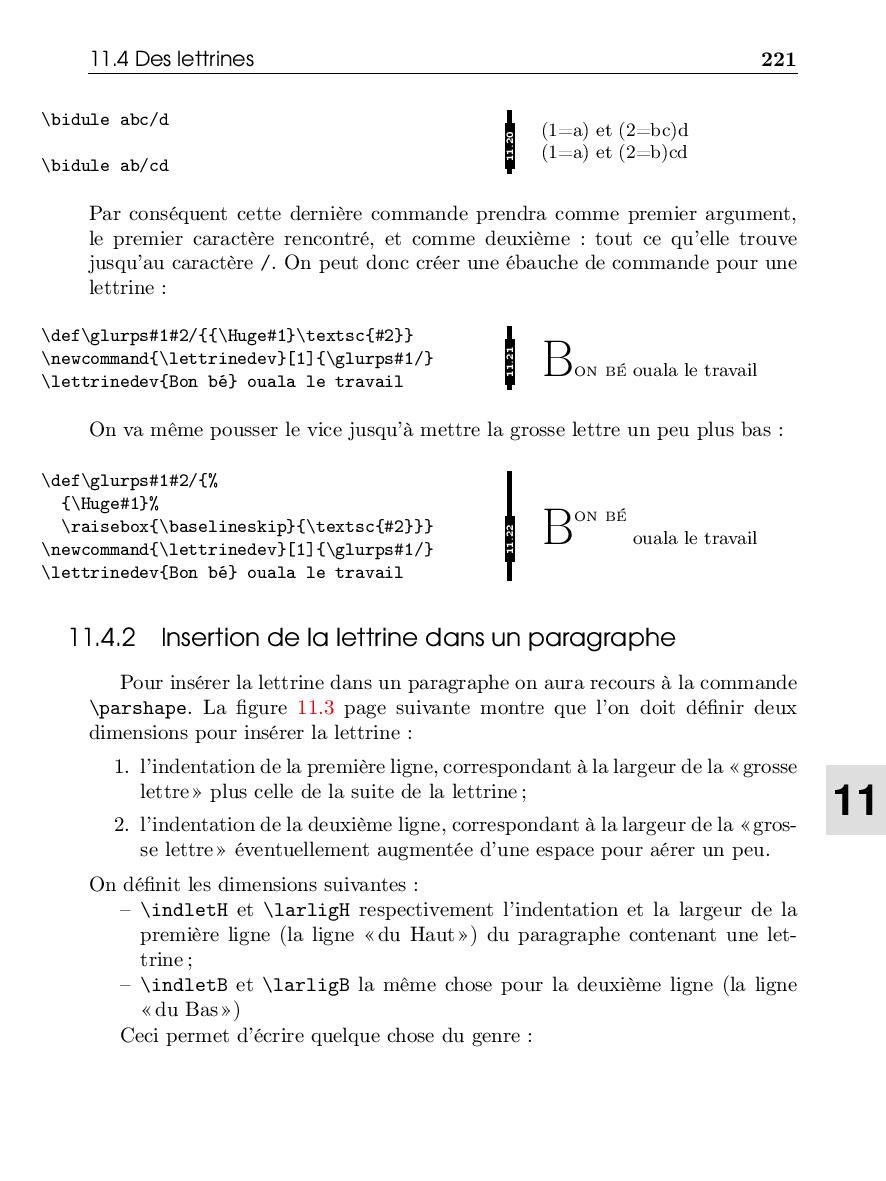 11.4 Des lettrines 221
\bidule abc/d
\bidule ab/cd
11.20
(1=a) et (2=bc)d
(1=a) et (2=b)cd
Par conséquent cette dernière commande prendra comme premier argument,
le premier caractère rencontré, et comme deuxième : tout ce qu'elle trouve
jusqu'au caractère /. On peut donc créer une ébauche de commande pour une
lettrine :
\def\glurps#1#2/{{\Huge#1}\textsc{#2}}
\newcommand{\lettrinedev}[1]{\glurps#1/}
\lettrinedev{Bon bé} ouala le travail
11.21
BON BÉ ouala le travail
On va même pousser le vice jusqu'à mettre la grosse lettre un peu plus bas :
\def\glurps#1#2/{%
{\Huge#1}%
\raisebox{\baselineskip}{\textsc{#2}}}
\newcommand{\lettrinedev}[1]{\glurps#1/}
\lettrinedev{Bon bé} ouala le travail
11.22
BON BÉ ouala le travail
11.4.2 Insertion de la lettrine dans un paragraphe
Pour insérer la lettrine dans un paragraphe on aura recours à la commande
\parshape. La figure 11.3 page suivante montre que l'on doit définir deux
dimensions pour insérer la lettrine :
1. l'indentation de la première ligne, correspondant à la largeur de la « grosse
lettre » plus celle de la suite de la lettrine ;
2. l'indentation de la deuxième ligne, correspondant à la largeur de la « gros-
se lettre » éventuellement augmentée d'une espace pour aérer un peu.
11
On définit les dimensions suivantes :
– \indletH et \larligH respectivement l'indentation et la largeur de la
première ligne (la ligne « du Haut ») du paragraphe contenant une let-
trine ;
– \indletB et \larligB la même chose pour la deuxième ligne (la ligne
« du Bas »)
Ceci permet d'écrire quelque chose du genre :